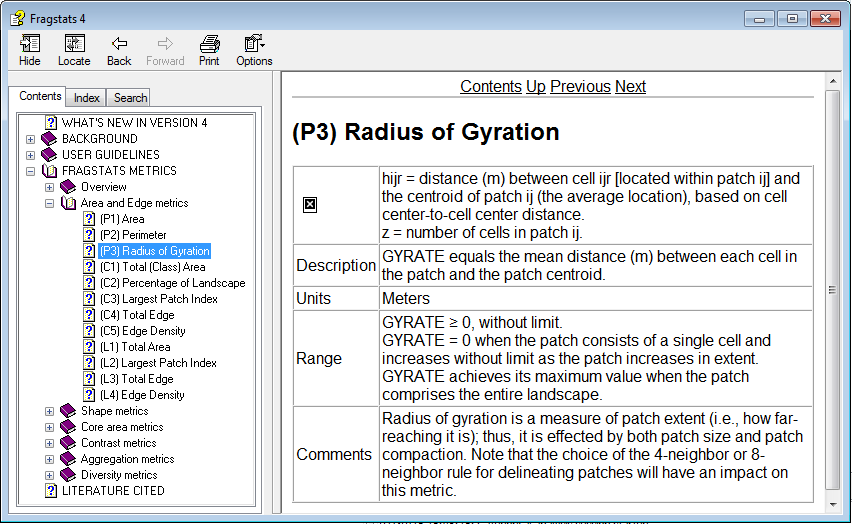 Fragstats 4
Hide Locate Back Forward Print Options
Contents Index Search
WHAT'S NEW IN VERSION 4
BACKGROUND
USER GUIDELINES
FRAGSTATS METRICS
Overview
Area and Edge metrics
(P1) Area
(P2) Perimeter
(P3) Radius of Gyration
(C1) Total (Class) Area
(C2) Percentage of Landscape
(C3) Largest Patch Index
(C4) Total Edge
(C5) Edge Density
(L1) Total Area
(L2) Largest Patch Index
(L3) Total Edge
(L4) Edge Density
Shape metrics
Core area metrics
Contrast metrics
Aggregation metrics
Diversity metrics
LITERATURE CITED
Contents Up Previous Next
(P3) Radius of Gyration
hijr = distance (m) between cell ijr [located within patch ij] and
the centroid of patch ij (the average location), based on cell
center-to-cell center distance.
z = number of cells in patch ij.
Description
GYRATE equals the mean distance (m) between each cell in
the patch and the patch centroid.
Units
Meters
Range
GYRATE ≥ 0, without limit.
GYRATE = 0 when the patch consists of a single cell and
increases without limit as the patch increases in extent.
GYRATE achieves its maximum value when the patch
comprises the entire landscape.
Comments
Radius of gyration is a measure of patch extent (i.e., how far-
reaching it is); thus, it is effected by both patch size and patch
compaction. Note that the choice of the 4-neighbor or 8-
neighbor rule for delineating patches will have an impact on
this metric.